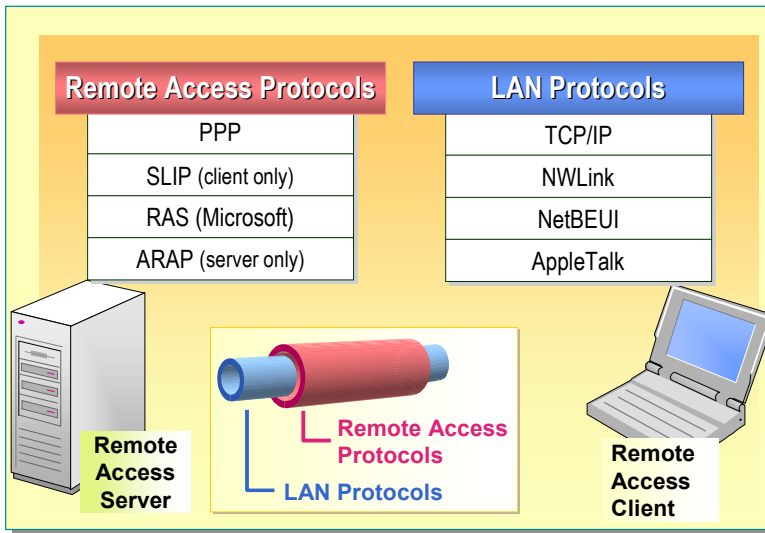 Remote Access Protocols
PPP
SLIP (client only)
RAS (Microsoft)
ARAP (server only)
LAN Protocols
TCP/IP
NWLink
NetBEUI
AppleTalk
Remote
Access
Server
Remote Access
Protocols
LAN Protocols
Remote
Access
Client